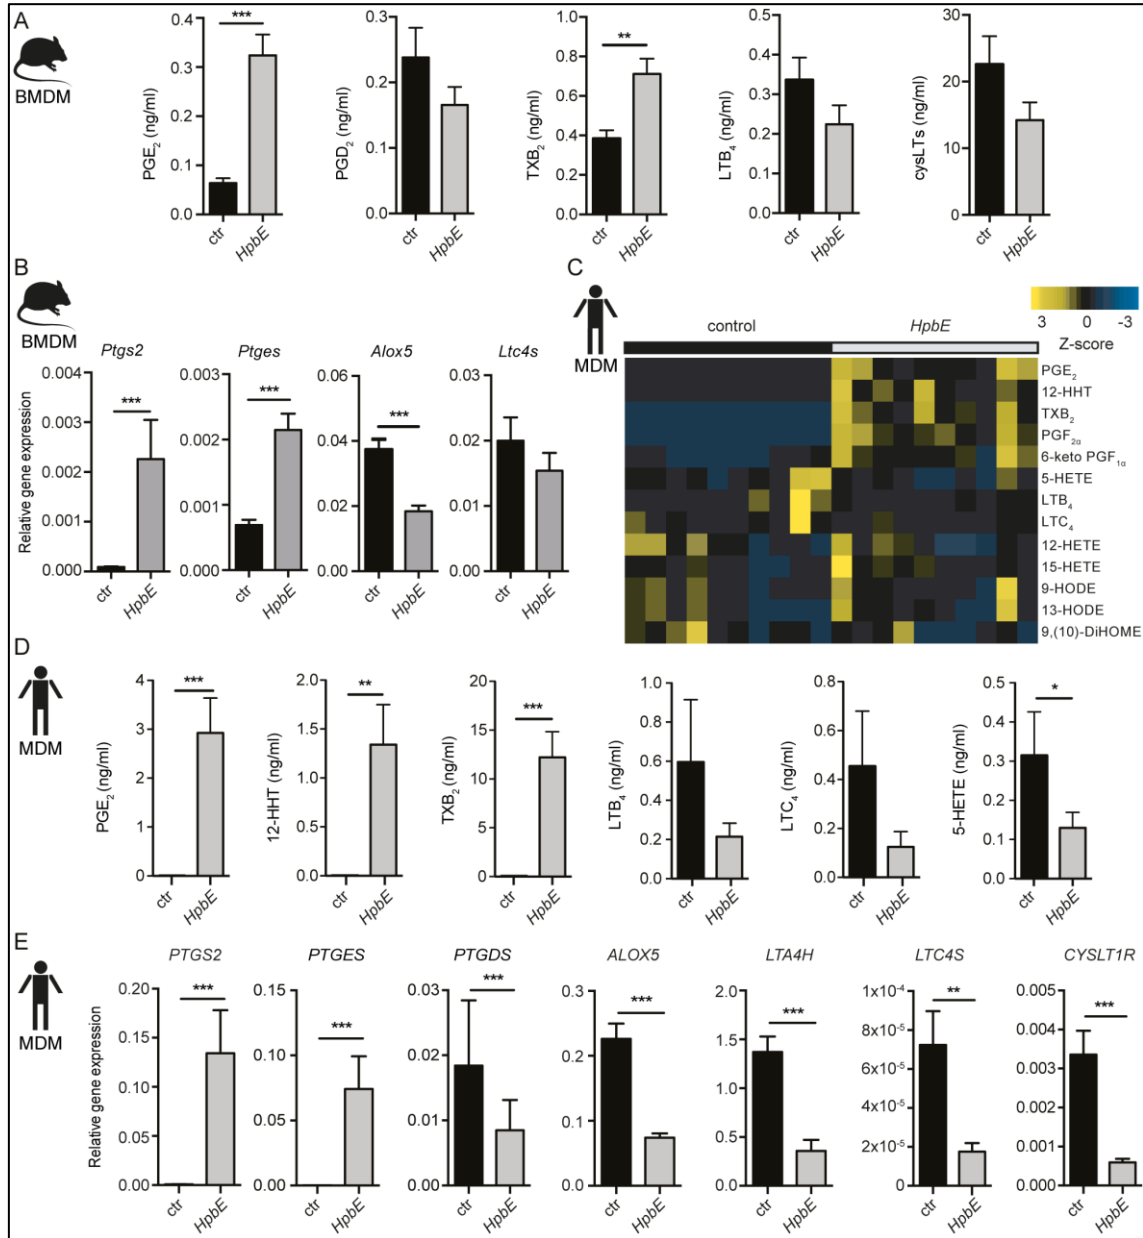 A
BMDM
PGE2 (ng/ml)
0.4
0.3
0.2
0.1
0.0
***
ctr
HpbE
PGD2 (ng/ml)
0.3
0.2
0.1
0.0
ctr
HpbE
TXB2 (ng/ml)
1.0
0.8
0.6
0.4
0.2
0.0
**
ctr
HpbE
LTB4 (ng/ml)
0.5
0.4
0.3
0.2
0.1
0.0
ctr
HpbE
cysLTs (ng/ml)
30
20
10
0
ctr
HpbE
B
BMDM
Relative gene expression
Ptgs2
0.004
0.003
0.002
0.001
0.000
***
ctr
HpbE
Ptges
0.003
0.002
0.001
0.000
***
ctr
HpbE
Alox5
0.06
0.04
0.02
0.00
***
ctr
HpbE
Ltc4s
0.03
0.02
0.01
0.00
ctr
HpbE
C
MDM
control
HpbE
3 0 -3
Z-score
PGE2
12-HHT
TXB2
PGF2α
6-keto PGF1α
5-HETE
LTB4
LTC4
12-HETE
15-HETE
9-HODE
13-HODE
9,(10)-DiHOME
D
MDM
PGE2 (ng/ml)
4
3
2
1
0
***
ctr
HpbE
12-HHT (ng/ml)
2.0
1.5
1.0
0.5
0.0
**
ctr
HpbE
TXB2 (ng/ml)
20
15
10
5
0
***
ctr
HpbE
LTB4 (ng/ml)
1.0
0.8
0.6
0.4
0.2
0.0
ctr
HpbE
LTC4 (ng/ml)
0.8
0.6
0.4
0.2
0.0
ctr
HpbE
5-HETE (ng/ml)
0.5
0.4
0.3
0.2
0.1
0.0
*
ctr
HpbE
E
MDM
Relative gene expression
PTGS2
0.20
0.15
0.10
0.05
0.00
***
ctr
HpbE
PTGES
0.15
0.10
0.05
0.00
***
ctr
HpbE
PTGDS
0.03
0.02
0.01
0.00
***
ctr
HpbE
ALOX5
0.3
0.2
0.1
0.0
***
ctr
HpbE
LTA4H
2.0
1.5
1.0
0.5
0.0
***
ctr
HpbE
LTC4S
1x10-4
8x10-5
6x10-5
4x10-5
2x10-5
0
**
ctr
HpbE
CYSLT1R
0.005
0.004
0.003
0.002
0.001
0.000
***
ctr
HpbE